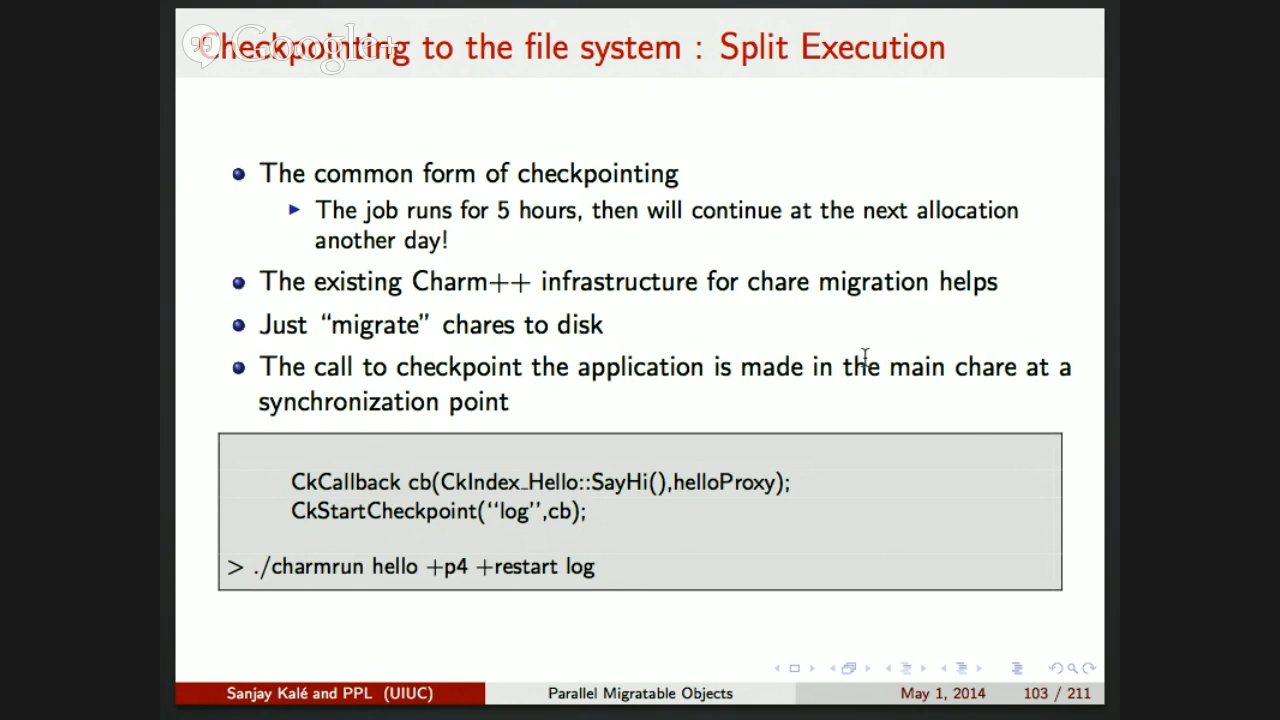 Checkpointing to the file system : Split Execution
Google+
The common form of checkpointing
The job runs for 5 hours, then will continue at the next allocation
another day!
The existing Charm++ infrastructure for chare migration helps
Just “migrate” chares to disk
The call to checkpoint the application is made in the main chare at a
synchronization point
CkCallback cb(CkIndex_Hello::SayHi(),helloProxy);
CkStartCheckpoint(‘‘log’’,cb);
> ./charmrun hello +p4 +restart log
Sanjay Kalé and PPL (UIUC) Parallel Migratable Objects May 1, 2014 103 / 211